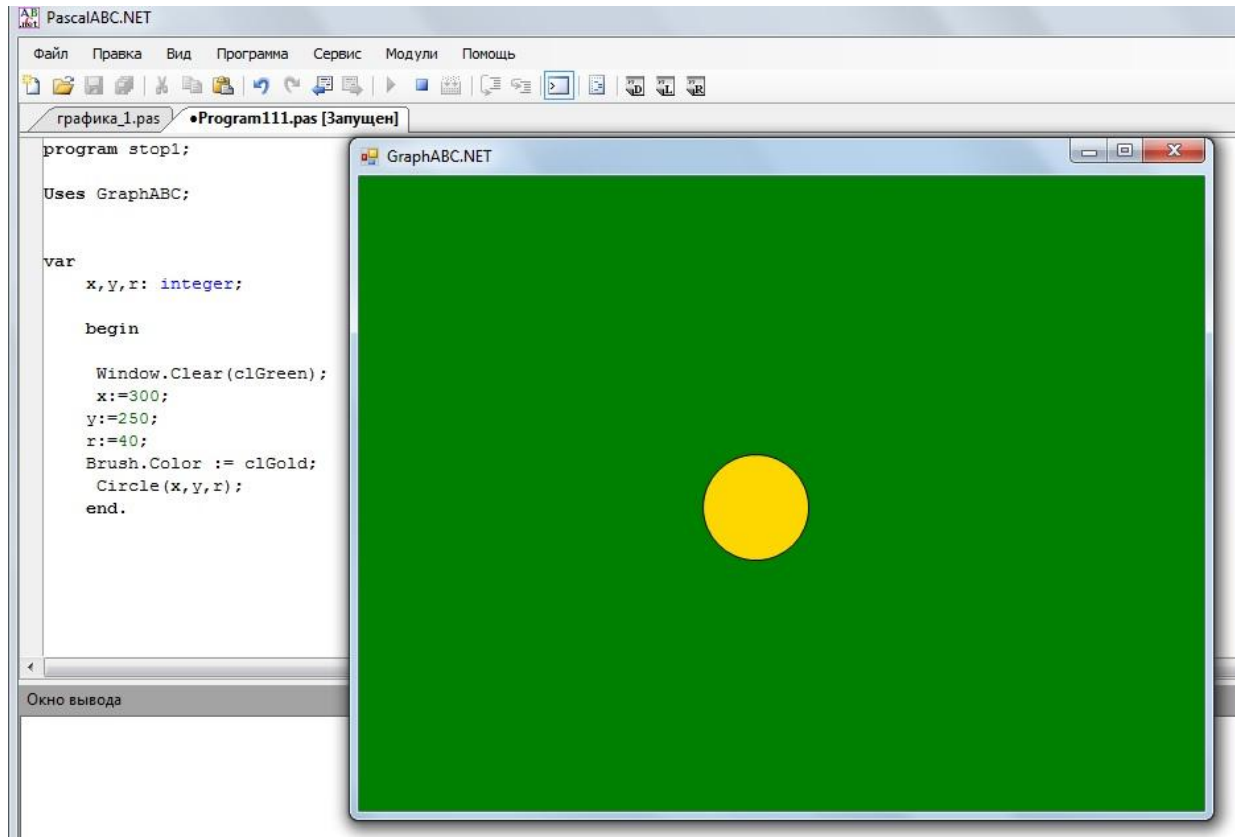 PascalABC.NET
Файл Правка Вид Программа Сервис Модули Помощь
графика_1.pas •Program111.pas [Запущен]
program stop1;
Uses GraphABC;
var
x,y,r: integer;
begin
Window.Clear(clGreen);
x:=300;
y:=250;
r:=40;
Brush.Color := clGold;
Circle(x,y,r);
end.
GraphABC.NET
Окно вывода